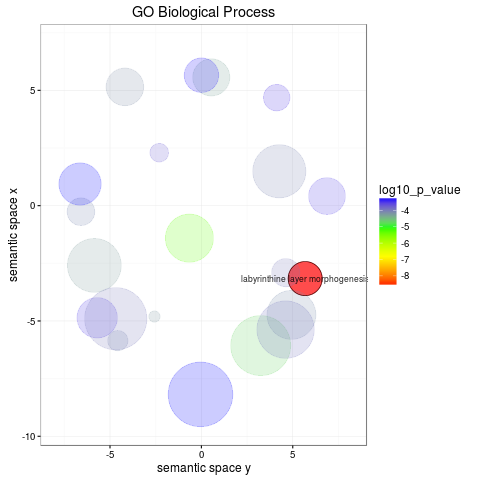 GO Biological Process
5
0
-5
-10
semantic space x
labyrinthine layer morphogenesis
-5
0
5
semantic space y
log10_p_value
-4
-5
-6
-7
-8